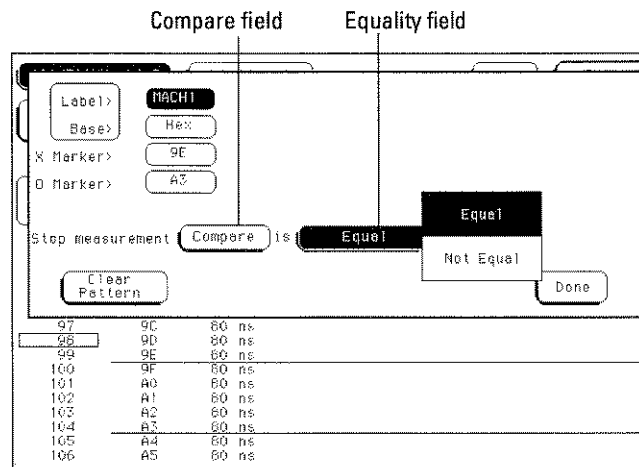 Compare field Equality field
Label> MACH1
Base> Hex
X Marker> 9E
O Marker> A3
Equal
Stop measurement Compare is Equal
Not Equal
Clear Pattern
Done
97 9C 80 ns
98 9D 80 ns
99 9E 80 ns
100 9F 80 ns
101 A0 80 ns
102 A1 80 ns
103 A2 80 ns
104 A3 80 ns
105 A4 80 ns
106 A5 80 ns